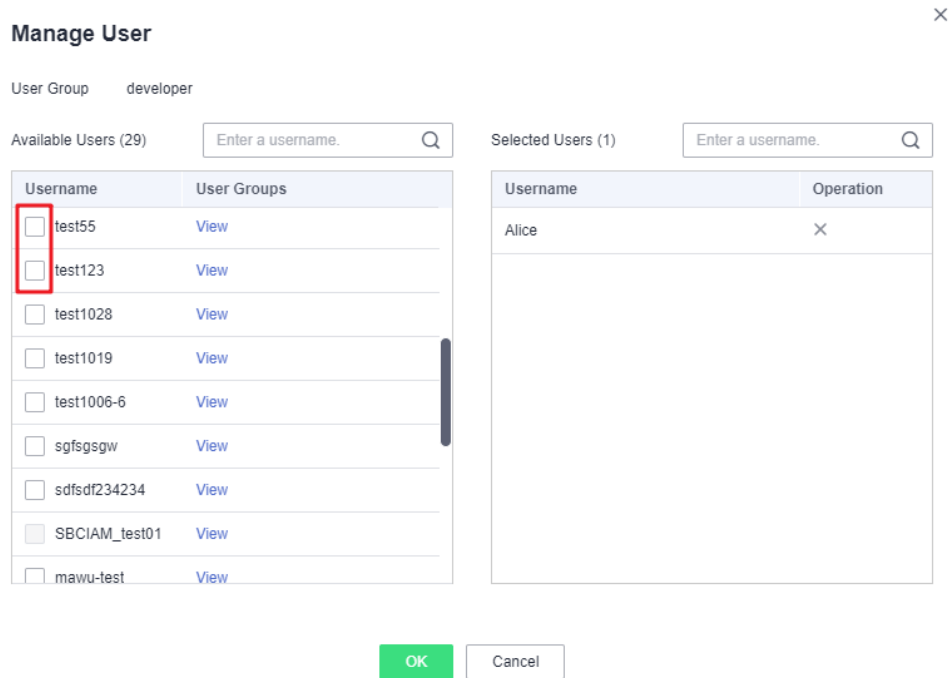 Manage User
User Group developer
Available Users (29) Enter a username.
Selected Users (1) Enter a username.
Username User Groups
test55 View
test123 View
test1028 View
test1019 View
test1006-6 View
sgfsgsgw View
sdfsdf234234 View
SBCIAM_test01 View
mawu-test View
Username Operation
Alice
OK Cancel